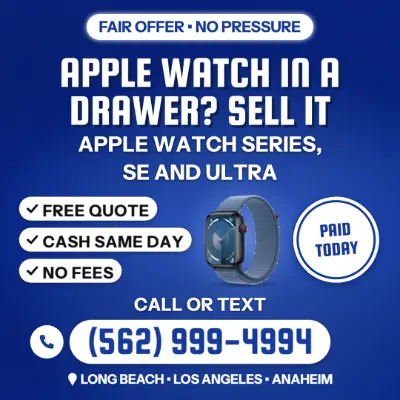 FAIR OFFER • NO PRESSURE
APPLE WATCH IN A
DRAWER? SELL IT
APPLE WATCH SERIES,
SE AND ULTRA
FREE QUOTE
CASH SAME DAY
NO FEES
PAID
TODAY
CALL OR TEXT
(562) 999-4994
LONG BEACH • LOS ANGELES • ANAHEIM